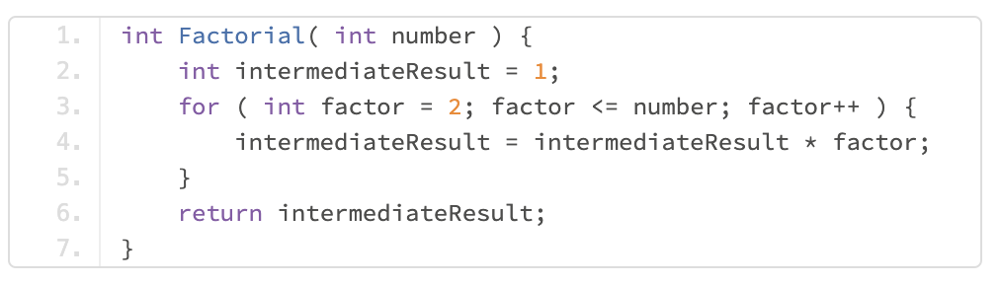 1. int Factorial( int number ) {
2.     int intermediateResult = 1;
3.     for ( int factor = 2; factor <= number; factor++ ) {
4.         intermediateResult = intermediateResult * factor;
5.     }
6.     return intermediateResult;
7. }